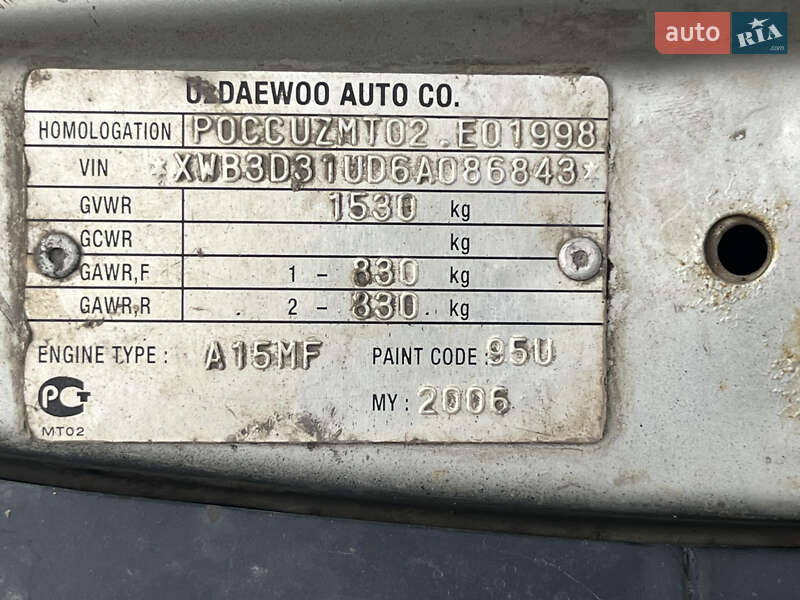 auto RIA.com
UZDAEWOO AUTO CO.
HOMOLOGATION POCCUZMT02.E01998
VIN *XWB3D31UD6A086843*
GVWR 1530 kg
GCWR kg
GAWR,F 1 - 830 kg
GAWR,R 2 - 830 kg
ENGINE TYPE : A15MF PAINT CODE : 95U
PCT MY : 2006
MT02